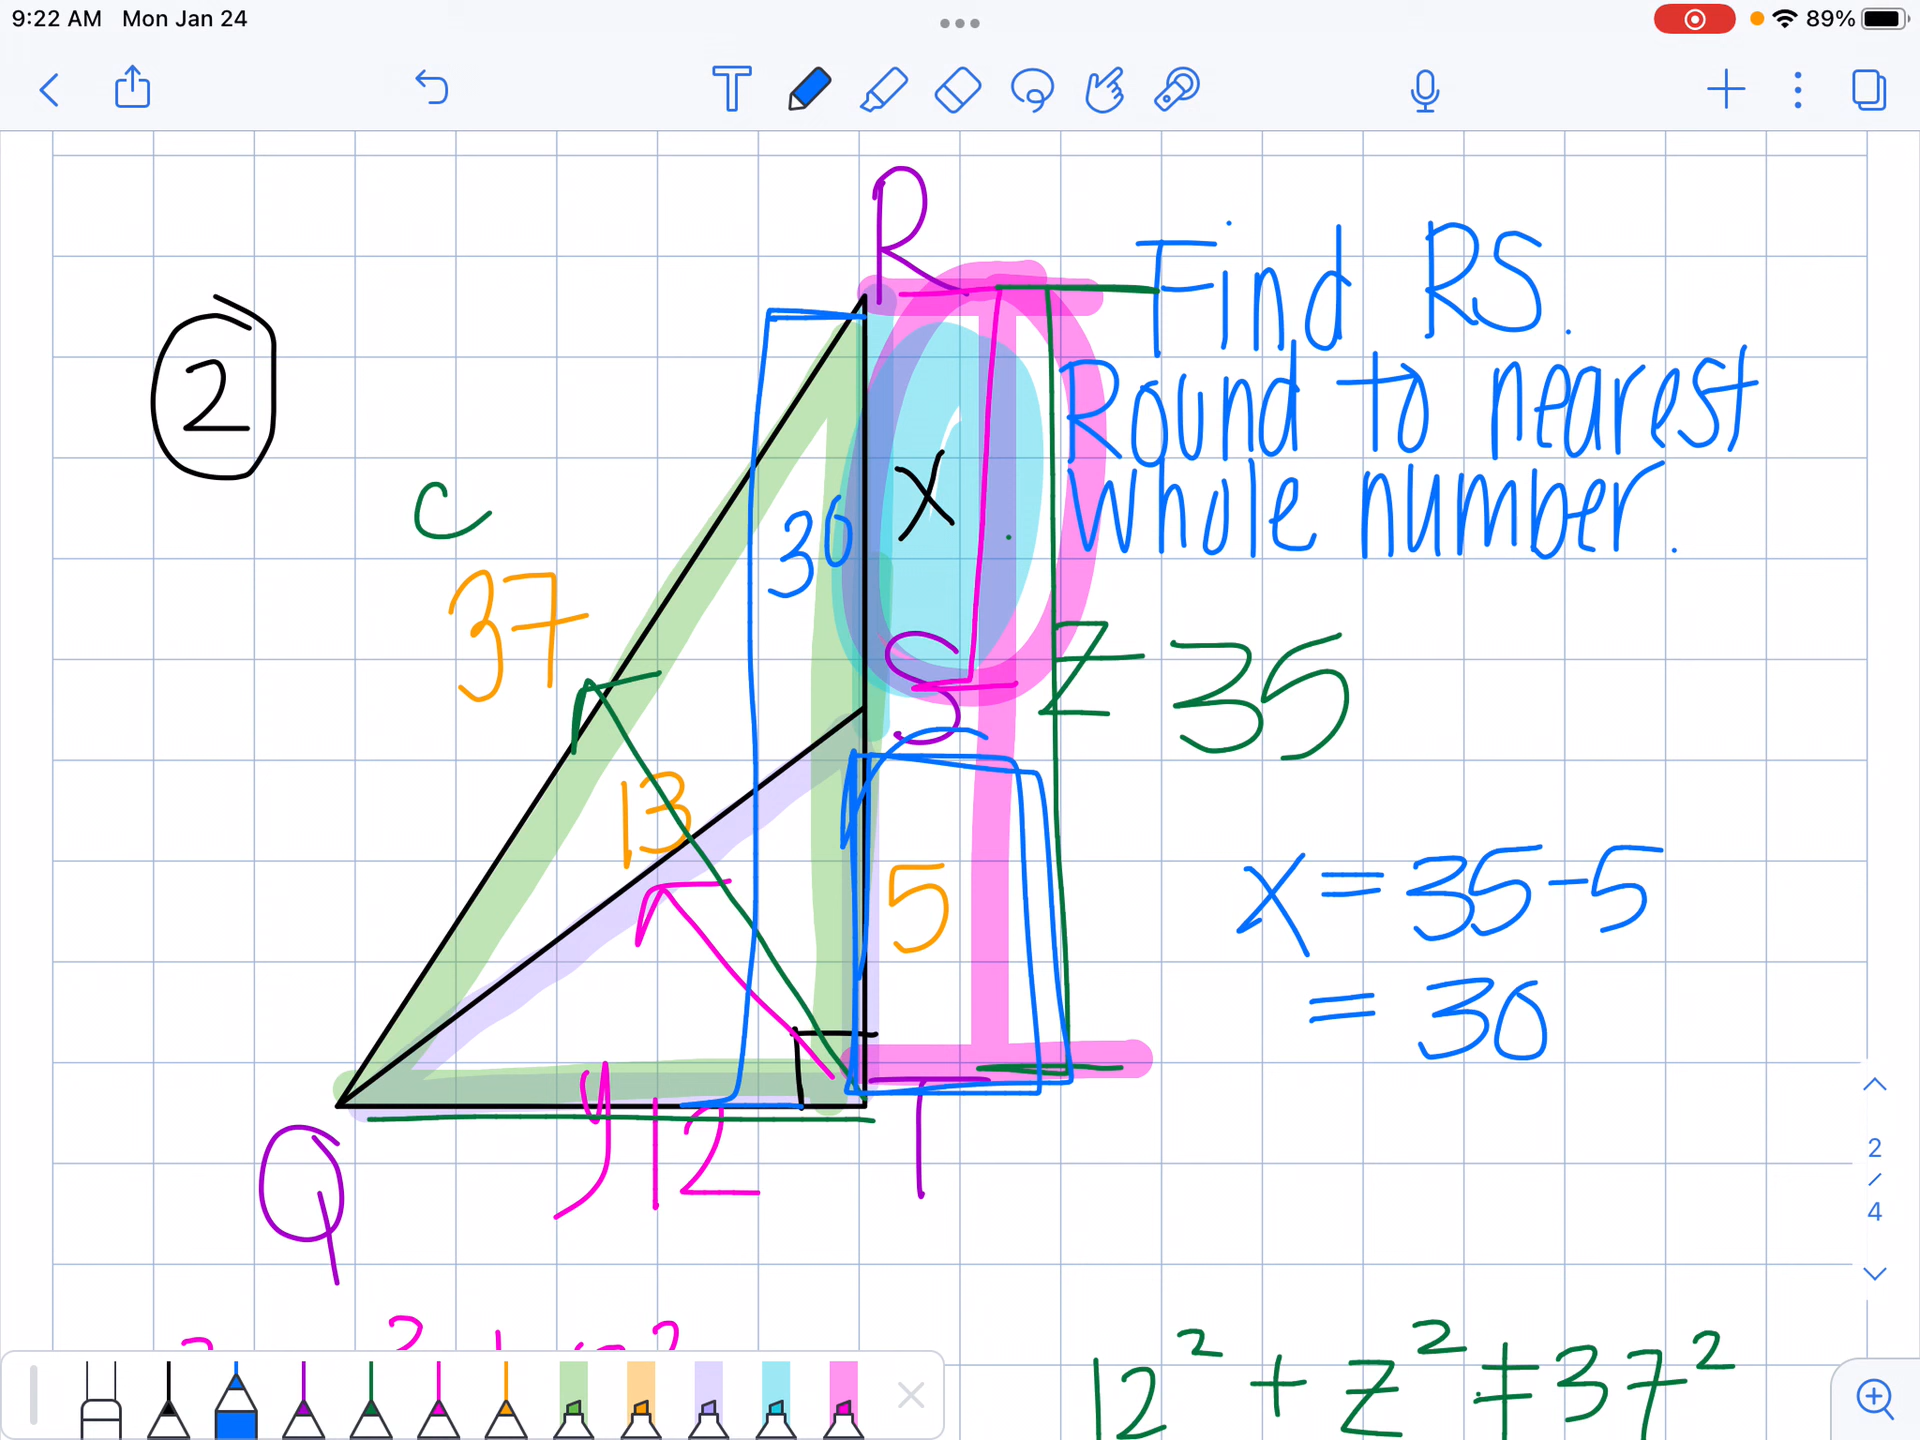 9:22 AM Mon Jan 24
89%
T
R
Find RS.
2
Round to nearest
whole number.
C
30
X
37
S
Z 35
13
5
x = 35 - 5
= 30
y 12
T
Q
2
/
4
12² + z² = 37²